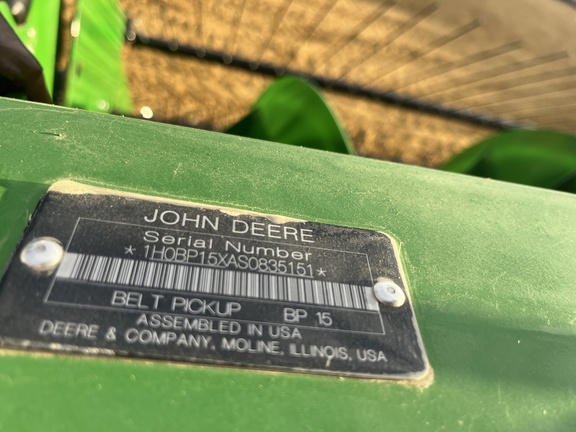 JOHN DEERE
Serial Number
*1H0BP15XAS0835151*
BELT PICKUP BP 15
ASSEMBLED IN USA
DEERE & COMPANY, MOLINE, ILLINOIS, USA